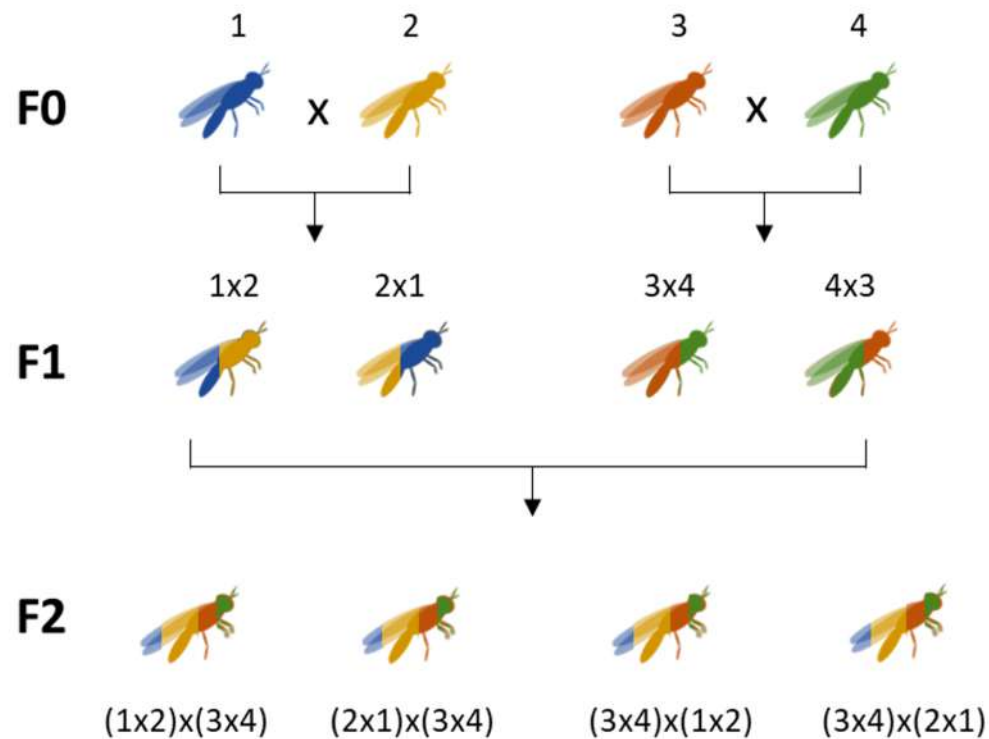 1 2 3 4
F0 x x
1x2 2x1 3x4 4x3
F1
F2
(1x2)x(3x4) (2x1)x(3x4) (3x4)x(1x2) (3x4)x(2x1)